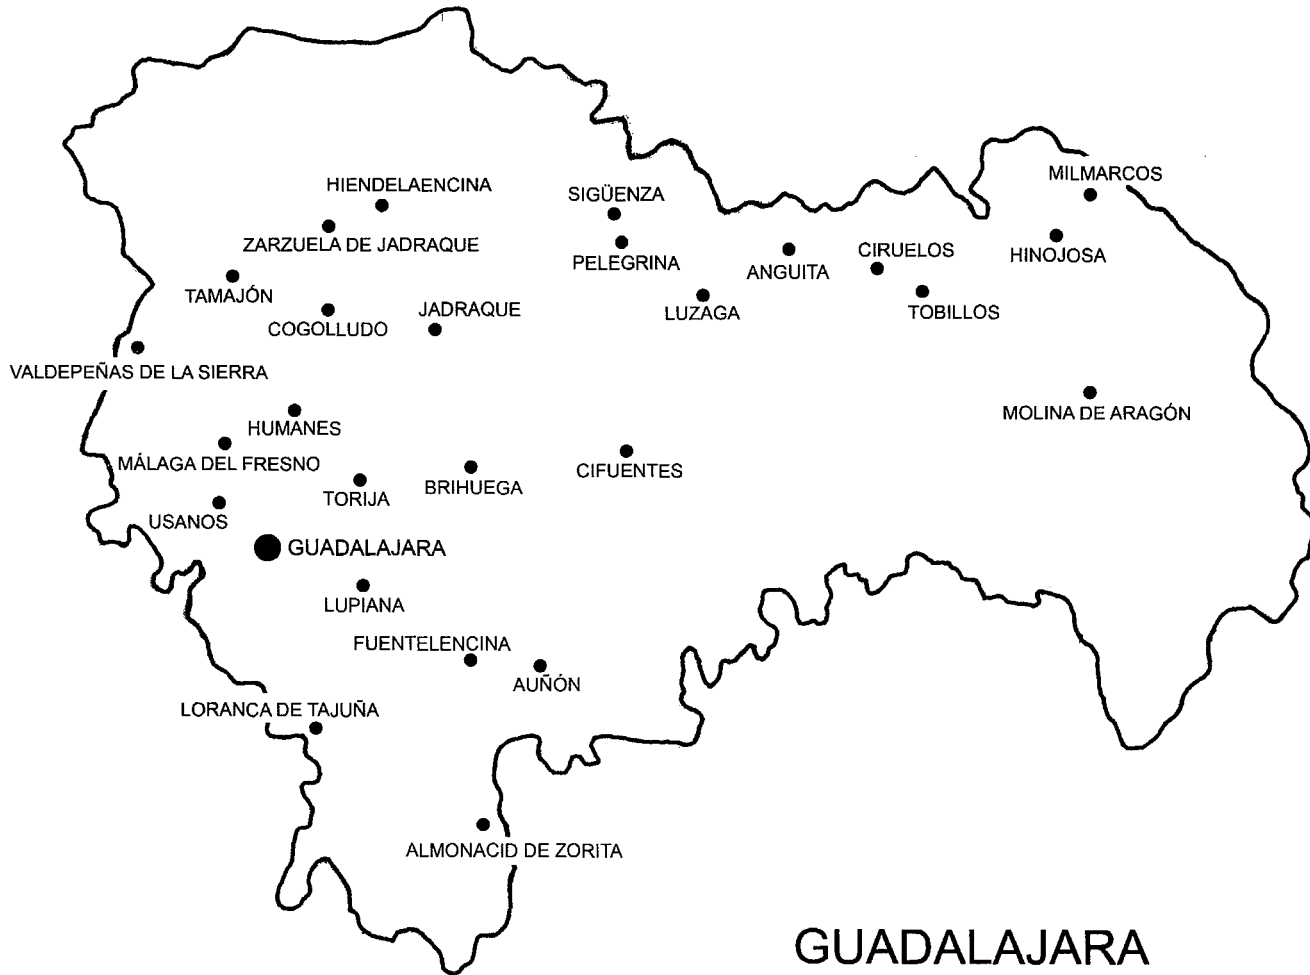 MILMARCOS
HIENDELAENCINA
SIGÜENZA
ZARZUELA DE JADRAQUE
CIRUELOS
HINOJOSA
PELEGRINA
ANGUITA
TAMAJÓN
JADRAQUE
LUZAGA
TOBILLOS
COGOLLUDO
VALDEPEÑAS DE LA SIERRA
MOLINA DE ARAGÓN
HUMANES
MÁLAGA DEL FRESNO
CIFUENTES
BRIHUEGA
TORIJA
USANOS
GUADALAJARA
LUPIANA
FUENTELENCINA
AUÑÓN
LORANCA DE TAJUÑA
ALMONACID DE ZORITA
GUADALAJARA